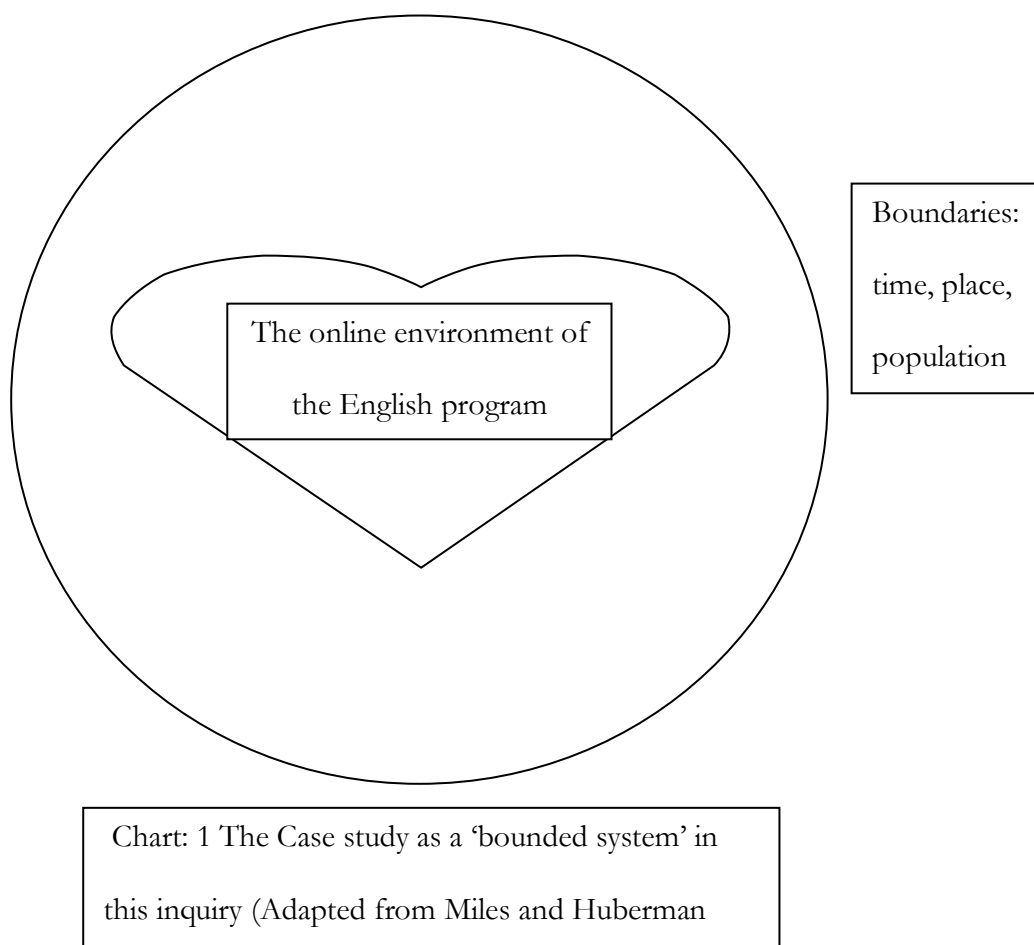 Boundaries:
time, place,
population
The online environment of
the English program
Chart: 1 The Case study as a ‘bounded system’ in
this inquiry (Adapted from Miles and Huberman